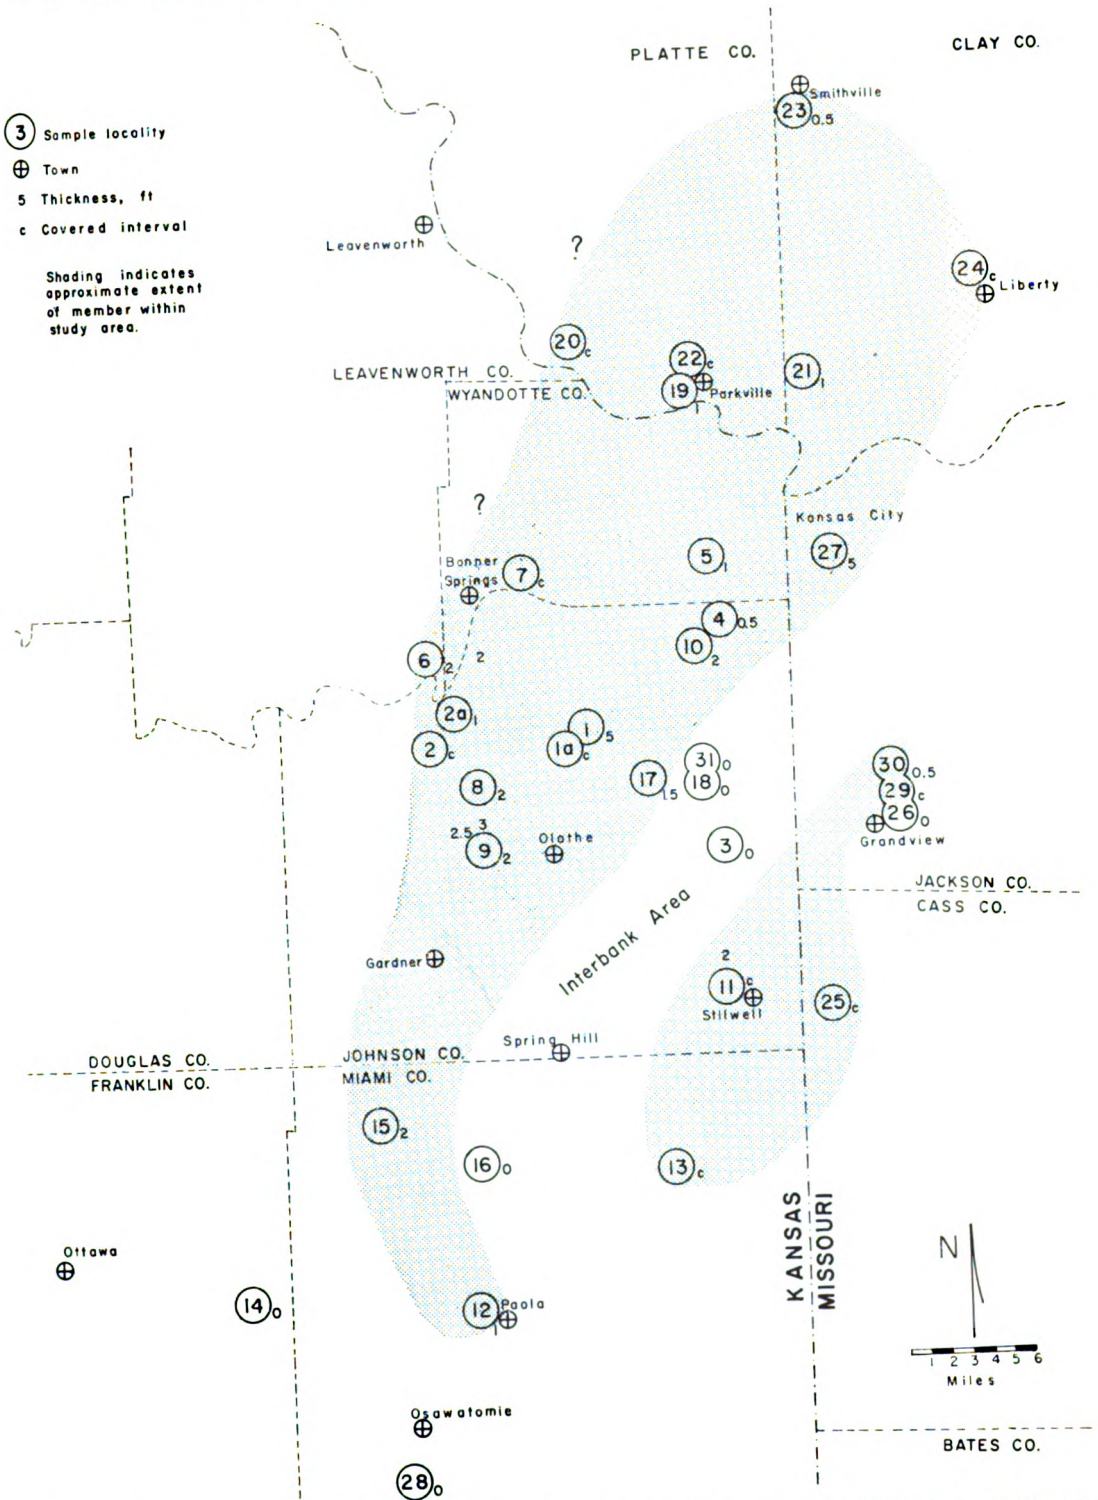 PLATTE CO.
CLAY CO.
Smithville
23 0.5
3 Sample locality
Town
5 Thickness, ft
c Covered interval
Shading indicates
approximate extent
of member within
study area.
Leavenworth
?
24 c
Liberty
20 c
22 c
21 1
LEAVENWORTH CO.
WYANDOTTE CO.
19 1
Parkville
?
Kansas City
Bonner
Springs
7 c
5 1
27 5
4 0.5
10 2
6 2
2
2a 1
2 c
1 5
1a c
31 0
18 0
17 1.5
30 0.5
29 c
26 0
Grandview
8 2
2.5 3
9 2
Olathe
3 0
JACKSON CO.
CASS CO.
Interbank Area
Gardner
2
11 c
Stilwell
25 c
Spring Hill
DOUGLAS CO.
JOHNSON CO.
FRANKLIN CO.
MIAMI CO.
15 2
16 0
13 c
KANSAS
MISSOURI
N
Ottawa
14 0
12 1
Paola
1 2 3 4 5 6
Miles
Osawatomie
BATES CO.
28 0